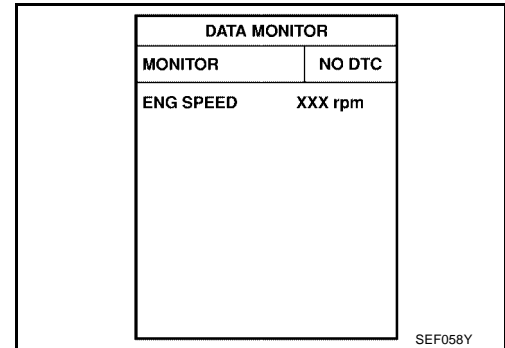 DATA MONITOR
MONITOR NO DTC
ENG SPEED XXX rpm
SEF058Y